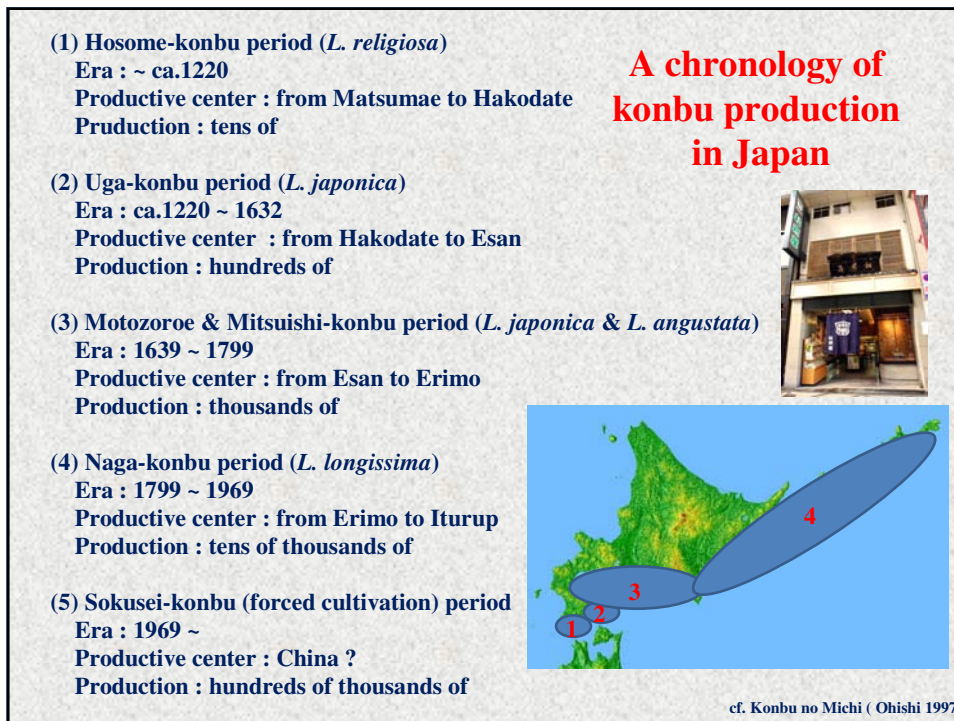 (1) Hosome-konbu period (L. religiosa)
Era : ~ ca.1220
Productive center : from Matsumae to Hakodate
Pruduction : tens of
(2) Uga-konbu period (L. japonica)
Era : ca.1220 ~ 1632
Productive center : from Hakodate to Esan
Production : hundreds of
(3) Motozoroe & Mitsuishi-konbu period (L. japonica & L. angustata)
Era : 1639 ~ 1799
Productive center : from Esan to Erimo
Production : thousands of
(4) Naga-konbu period (L. longissima)
Era : 1799 ~ 1969
Productive center : from Erimo to Iturup
Production : tens of thousands of
(5) Sokusei-konbu (forced cultivation) period
Era : 1969 ~
Productive center : China ?
Production : hundreds of thousands of
A chronology of
konbu production
in Japan
4
3
2
1
cf. Konbu no Michi ( Ohishi 1997